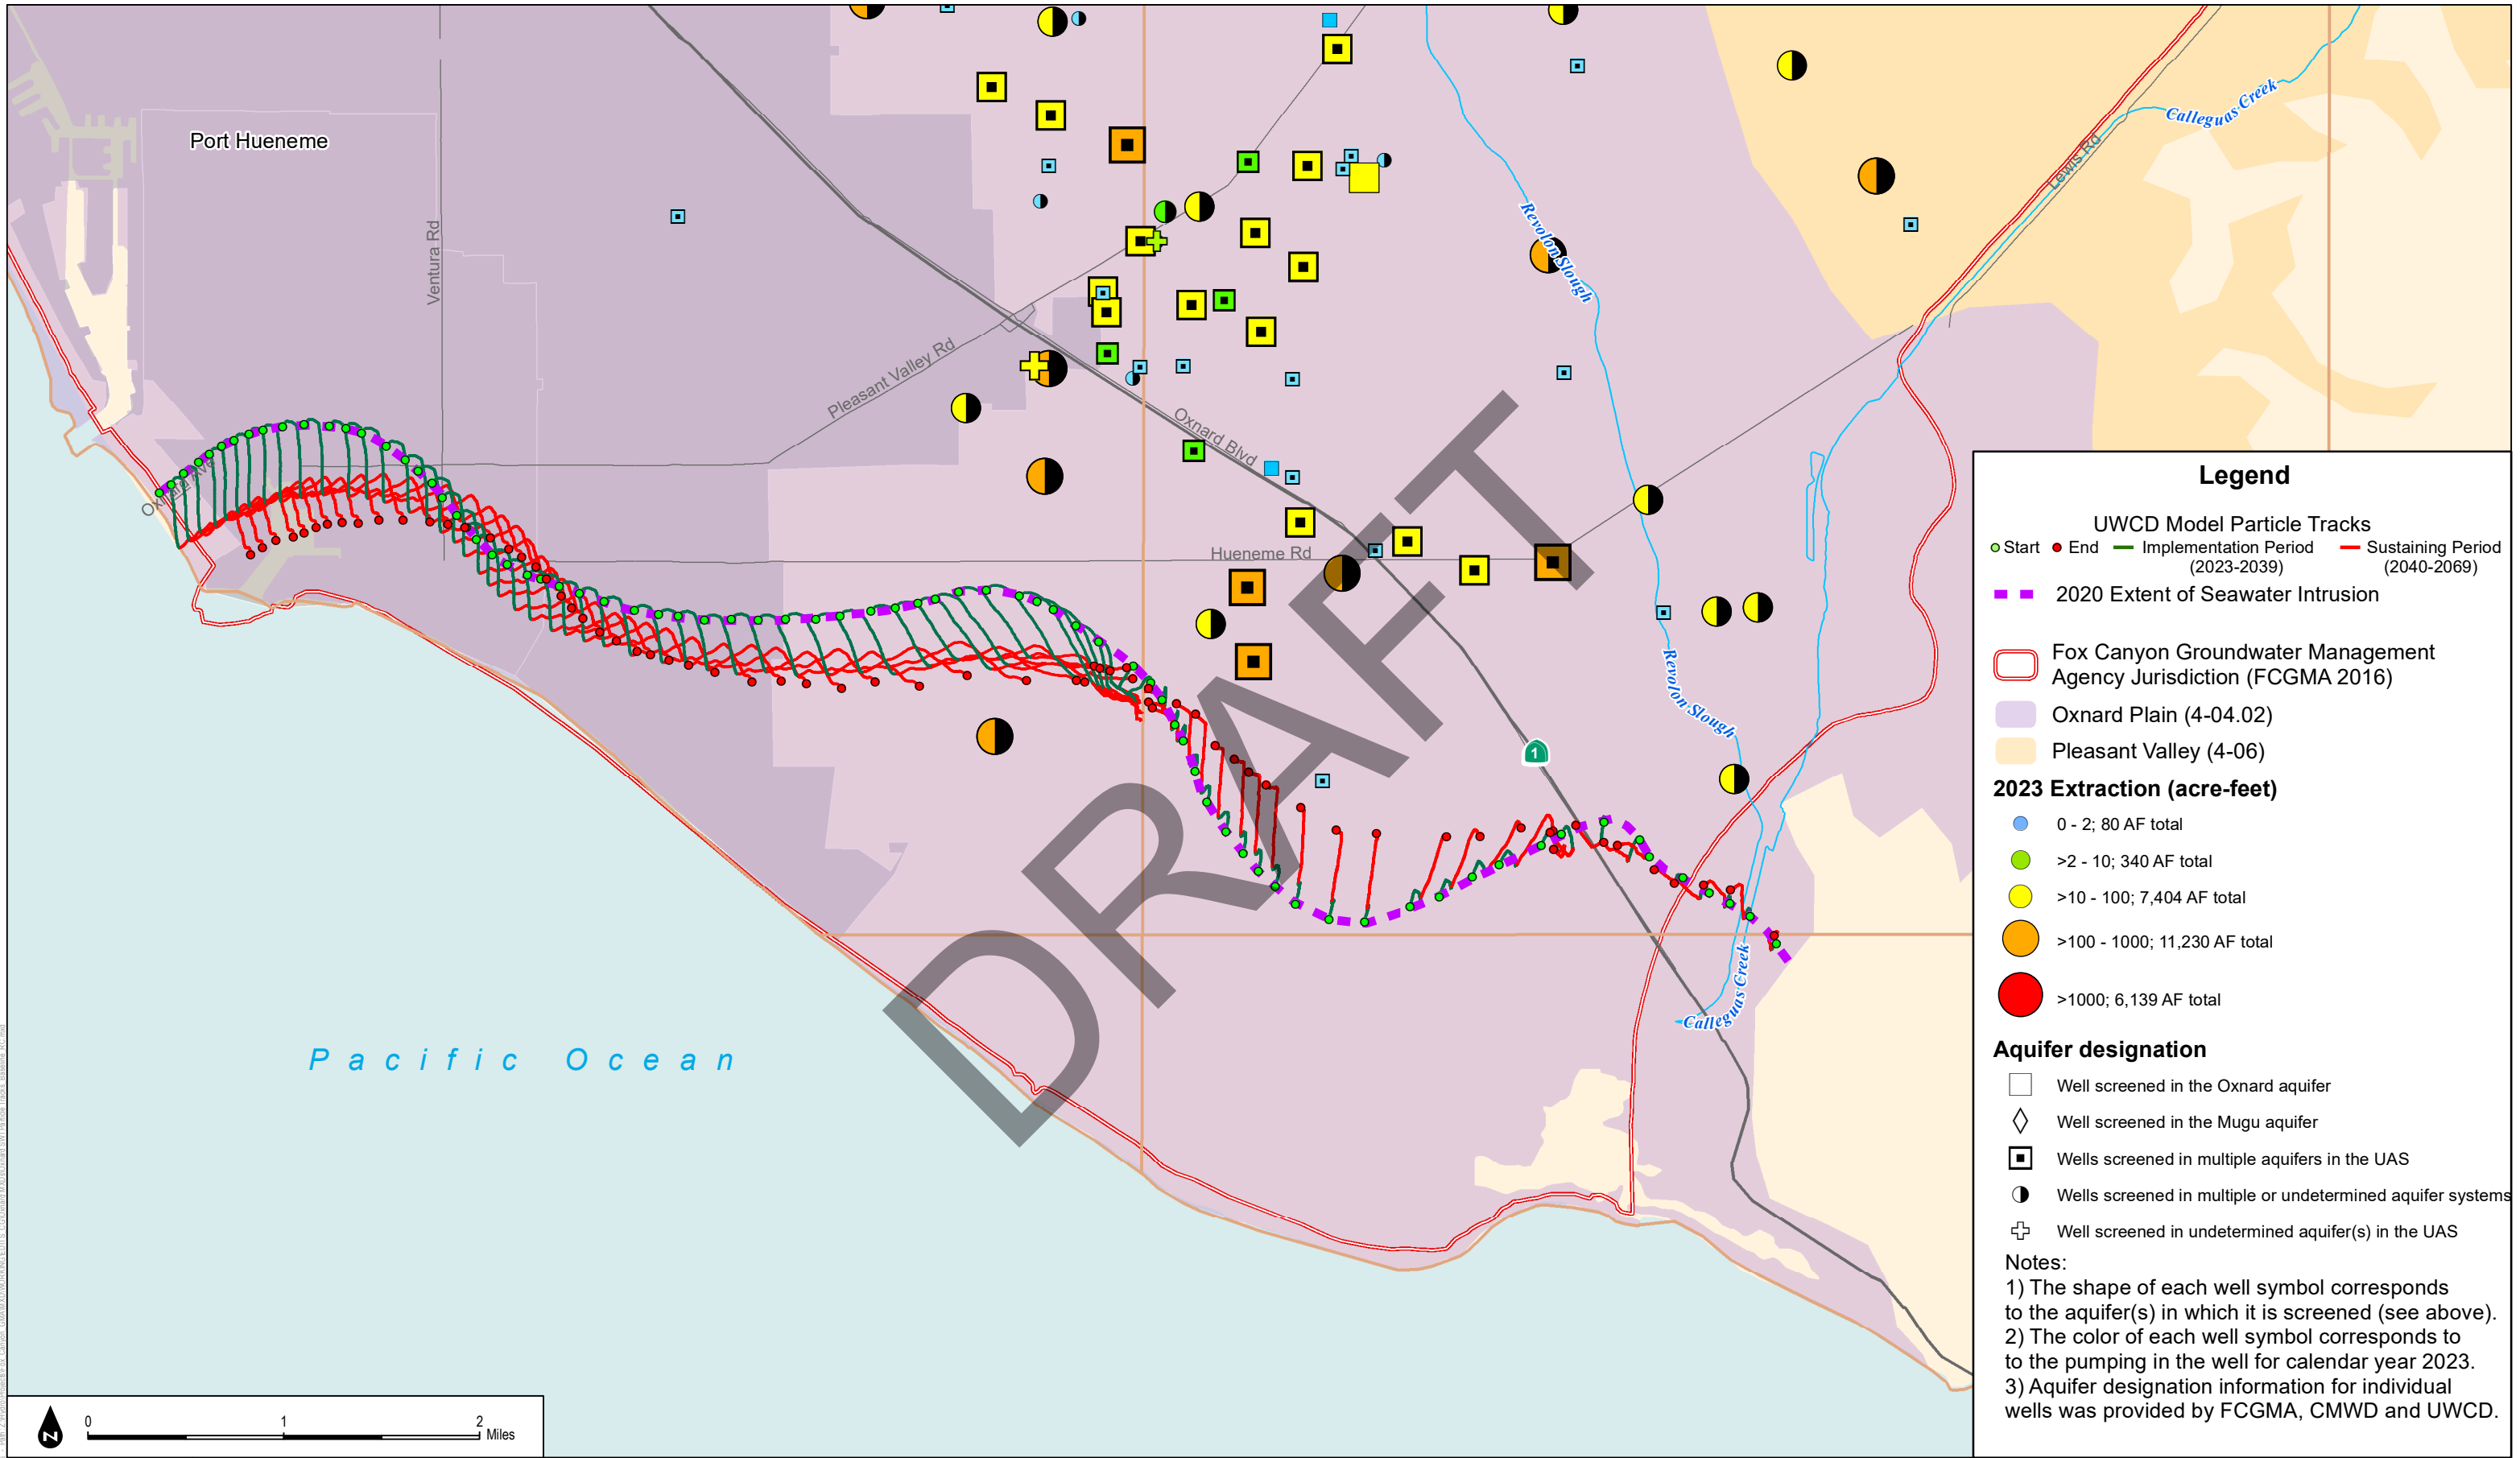 Port Hueneme
Ventura Rd
Pleasant Valley Rd
Oxnard Blvd
Oxnard Ave
Hueneme Rd
Lewis Rd
Calleguas Creek
Revolon Slough
Revolon Slough
Calleguas Creek
1
Pacific Ocean
DRAFT
N
0 1 2
Miles
Legend
UWCD Model Particle Tracks
Start End Implementation Period Sustaining Period
(2023-2039) (2040-2069)
2020 Extent of Seawater Intrusion
Fox Canyon Groundwater Management
Agency Jurisdiction (FCGMA 2016)
Oxnard Plain (4-04.02)
Pleasant Valley (4-06)
2023 Extraction (acre-feet)
0 - 2; 80 AF total
>2 - 10; 340 AF total
>10 - 100; 7,404 AF total
>100 - 1000; 11,230 AF total
>1000; 6,139 AF total
Aquifer designation
Well screened in the Oxnard aquifer
Well screened in the Mugu aquifer
Wells screened in multiple aquifers in the UAS
Wells screened in multiple or undetermined aquifer systems
Well screened in undetermined aquifer(s) in the UAS
Notes:
1) The shape of each well symbol corresponds
to the aquifer(s) in which it is screened (see above).
2) The color of each well symbol corresponds to
to the pumping in the well for calendar year 2023.
3) Aquifer designation information for individual
wells was provided by FCGMA, CMWD and UWCD.